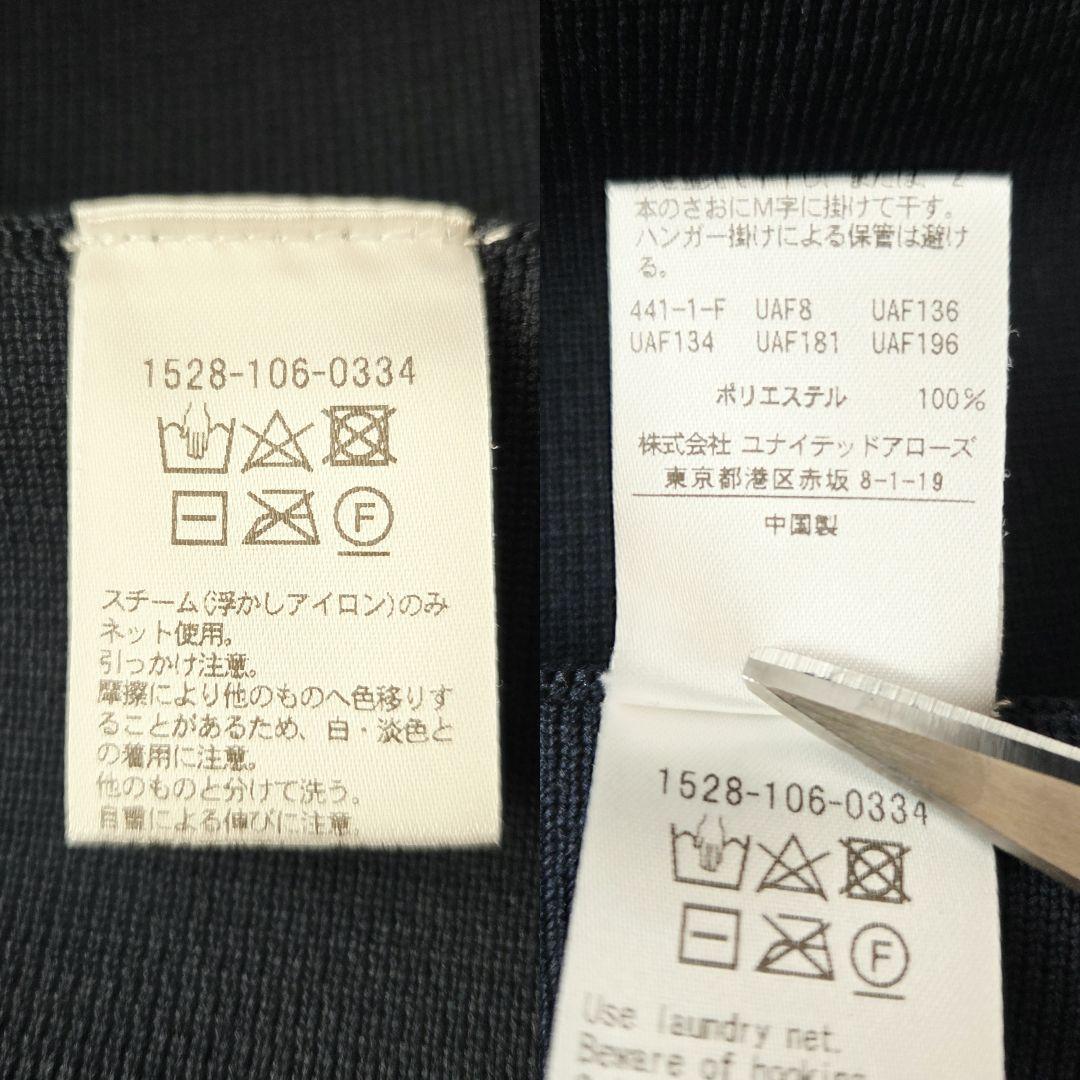 1528-106-0334
スチーム(浮かしアイロン)のみ
ネット使用。
引っかけ注意。
摩擦により他のものへ色移りす
ることがあるため、白・淡色と
の着用に注意。
他のものと分けて洗う。
自重による伸びに注意。
本のさおにM字に掛けて干す。
ハンガー掛けによる保管は避け
る。
441-1-F UAF8 UAF136
UAF134 UAF181 UAF196
ポリエステル 100%
株式会社 ユナイテッドアローズ
東京都港区赤坂 8-1-19
中国製
1528-106-0334
F
Use laundry net.
Beware of hooking